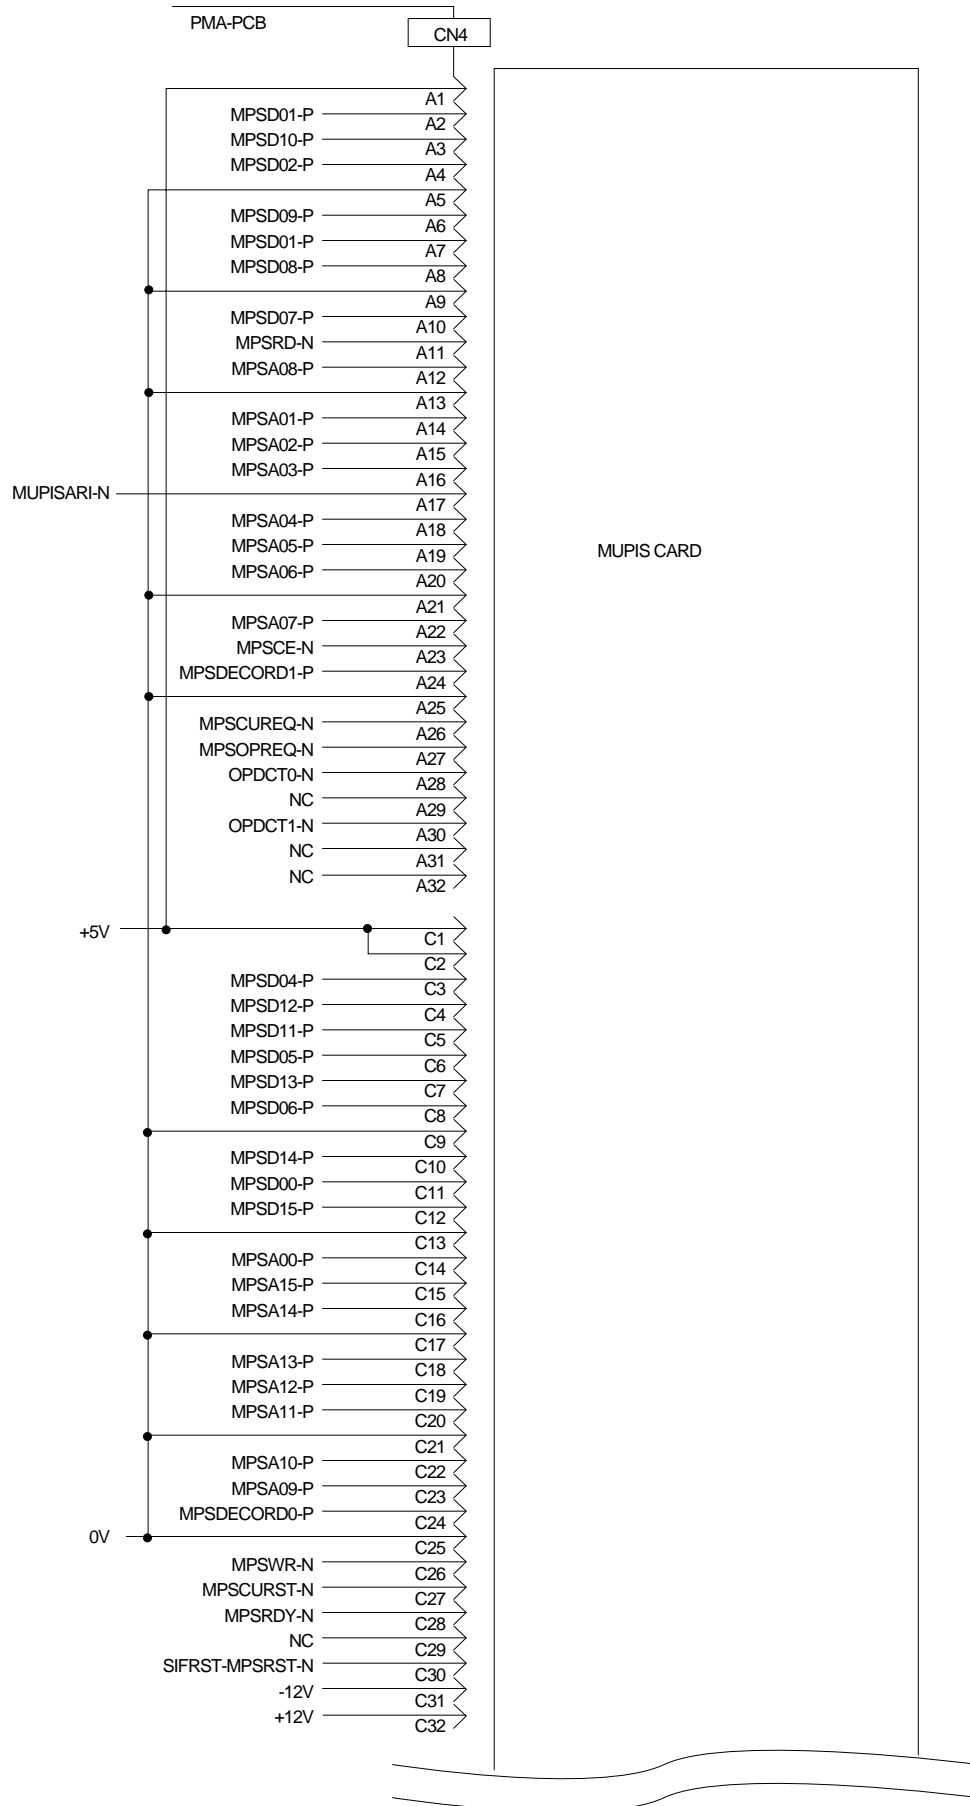 PMA-PCB
CN4
A1
MPSD01-P
A2
MPSD10-P
A3
MPSD02-P
A4
A5
MPSD09-P
A6
MPSD01-P
A7
MPSD08-P
A8
A9
MPSD07-P
A10
MPSRD-N
A11
MPSA08-P
A12
A13
MPSA01-P
A14
MPSA02-P
A15
MPSA03-P
A16
MUPISARI-N
A17
MPSA04-P
A18
MPSA05-P
MUPIS CARD
A19
MPSA06-P
A20
A21
MPSA07-P
A22
MPSCE-N
A23
MPSDECORD1-P
A24
A25
MPSCUREQ-N
A26
MPSOPREQ-N
A27
OPDCT0-N
A28
NC
A29
OPDCT1-N
A30
NC
A31
NC
A32
+5V
C1
C2
MPSD04-P
C3
MPSD12-P
C4
MPSD11-P
C5
MPSD05-P
C6
MPSD13-P
C7
MPSD06-P
C8
C9
MPSD14-P
C10
MPSD00-P
C11
MPSD15-P
C12
C13
MPSA00-P
C14
MPSA15-P
C15
MPSA14-P
C16
C17
MPSA13-P
C18
MPSA12-P
C19
MPSA11-P
C20
C21
MPSA10-P
C22
MPSA09-P
C23
MPSDECORD0-P
C24
0V
C25
MPSWR-N
C26
MPSCURST-N
C27
MPSRDY-N
C28
NC
C29
SIFRST-MPSRST-N
C30
-12V
C31
+12V
C32